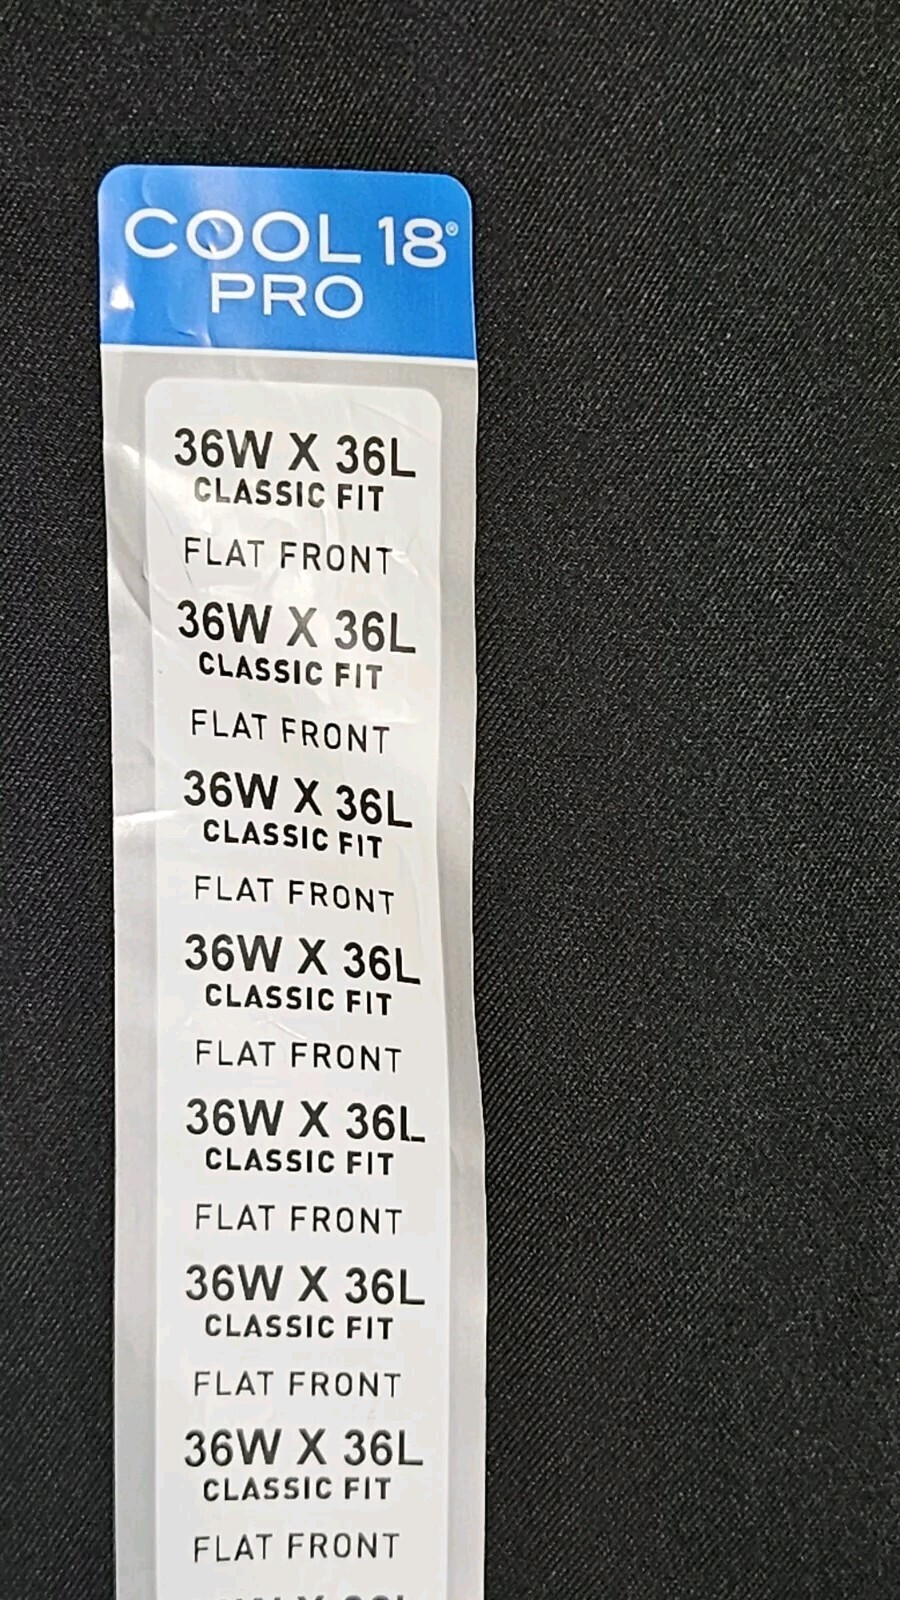 COOL 18®
PRO
36W X 36L
CLASSIC FIT
FLAT FRONT
36W X 36L
CLASSIC FIT
FLAT FRONT
36W X 36L
CLASSIC FIT
FLAT FRONT
36W X 36L
CLASSIC FIT
FLAT FRONT
36W X 36L
CLASSIC FIT
FLAT FRONT
36W X 36L
CLASSIC FIT
FLAT FRONT
36W X 36L
CLASSIC FIT
FLAT FRONT